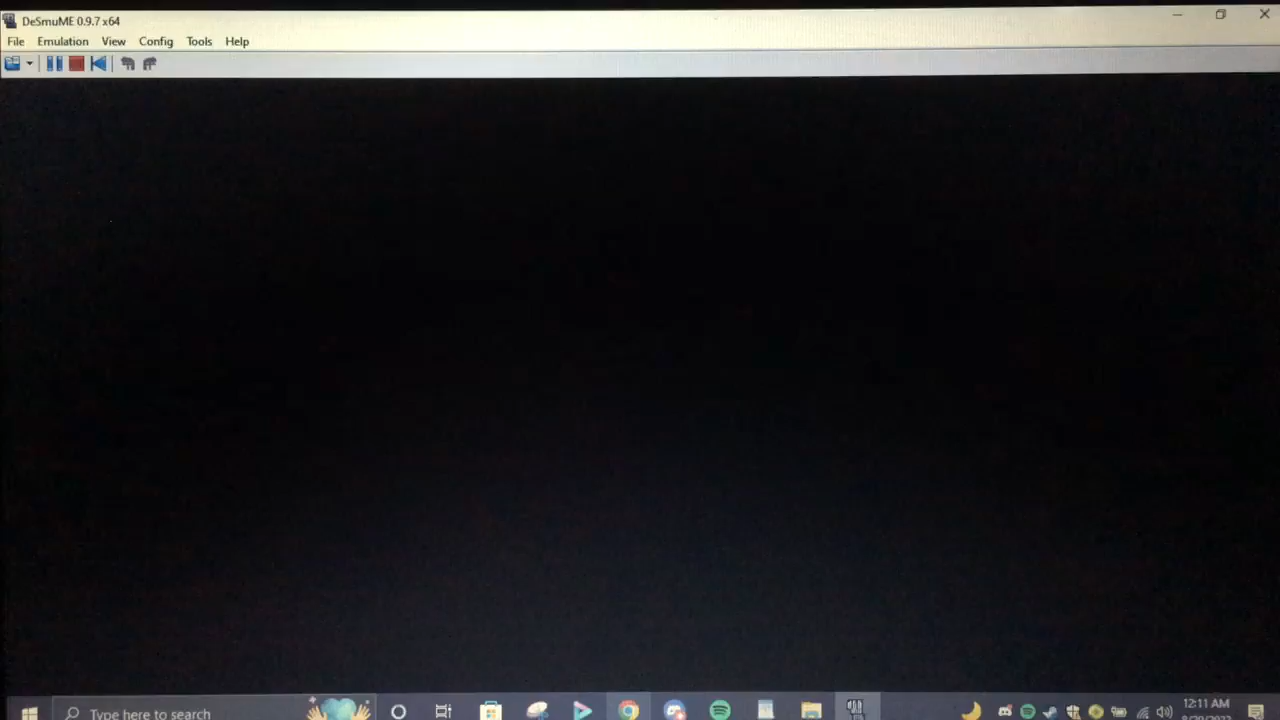 DeSmuME 0.9.7 x64
File Emulation View Config Tools Help
Type here to search
12:11 AM